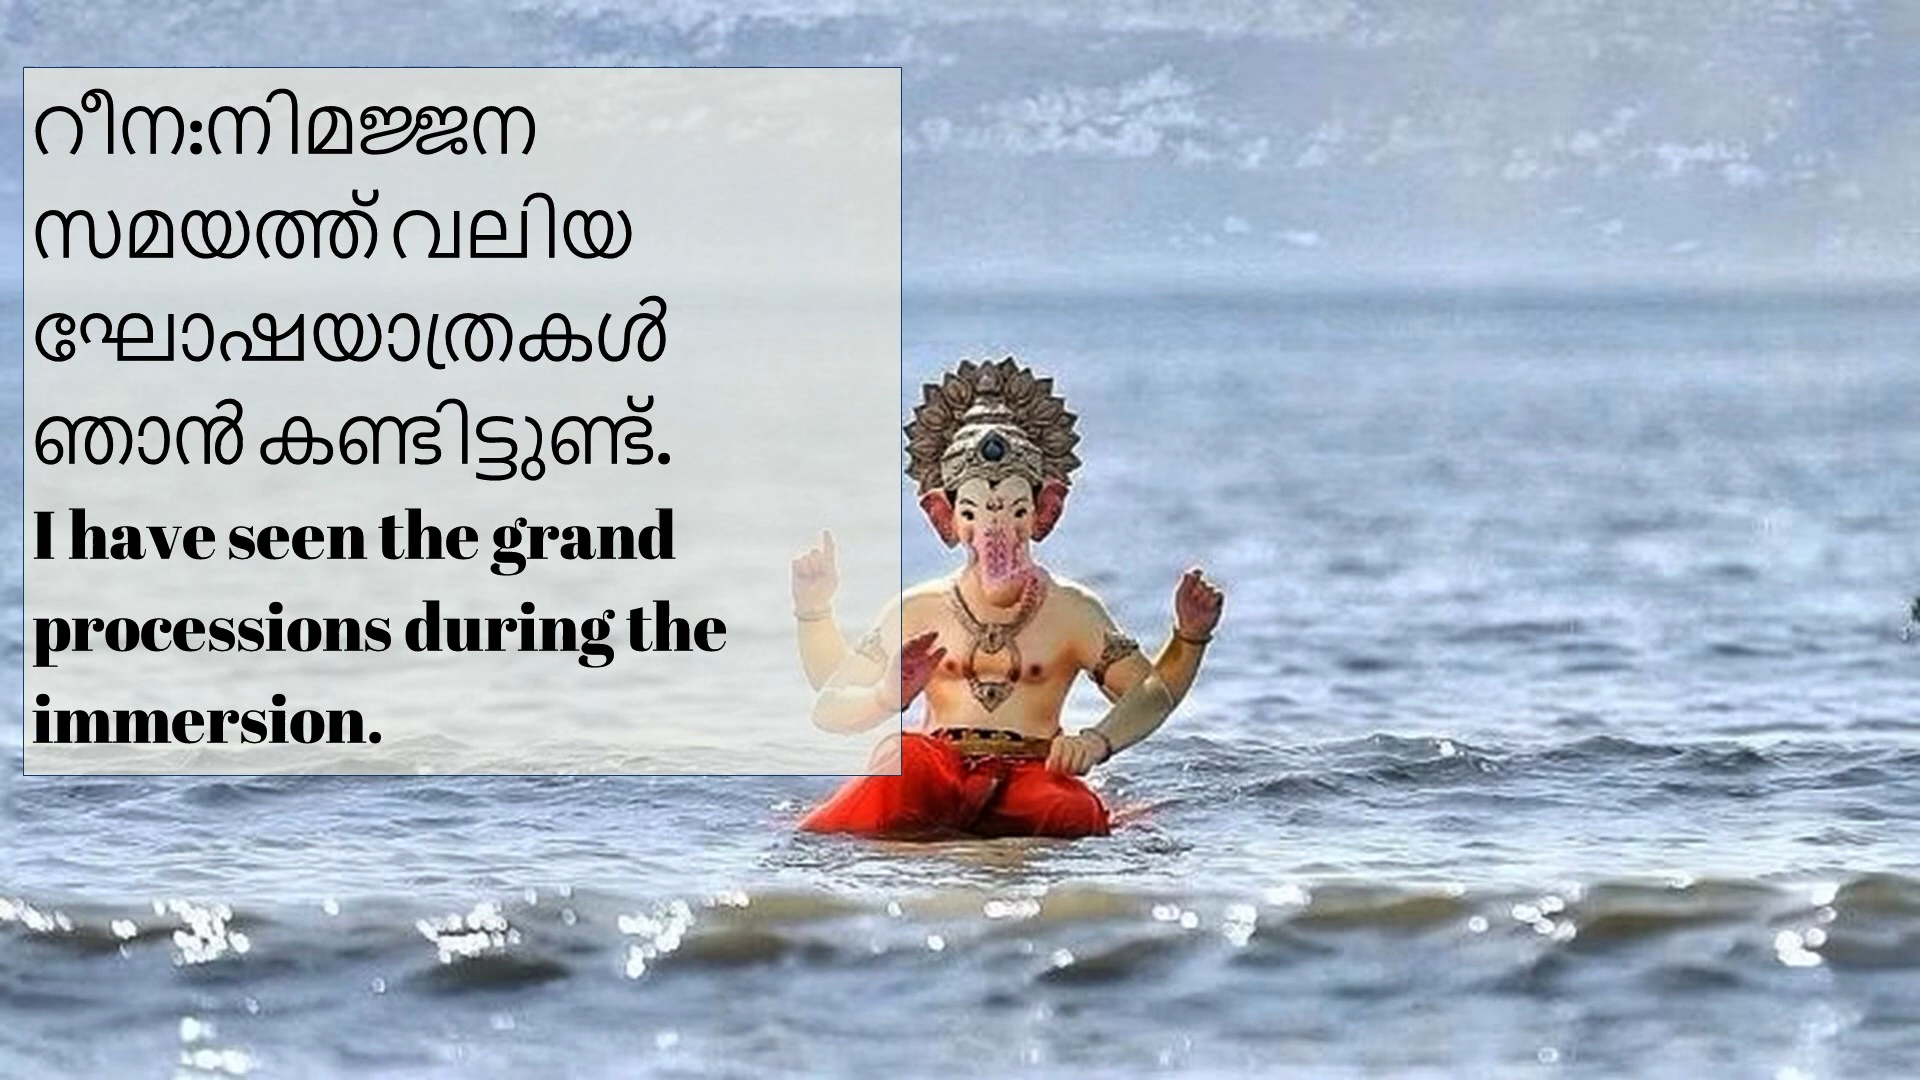 റീന:നിമജ്ജന
സമയത്ത് വലിയ
ഘോഷയാത്രകൾ
ഞാൻ കണ്ടിട്ടുണ്ട്.
I have seen the grand
processions during the
immersion.